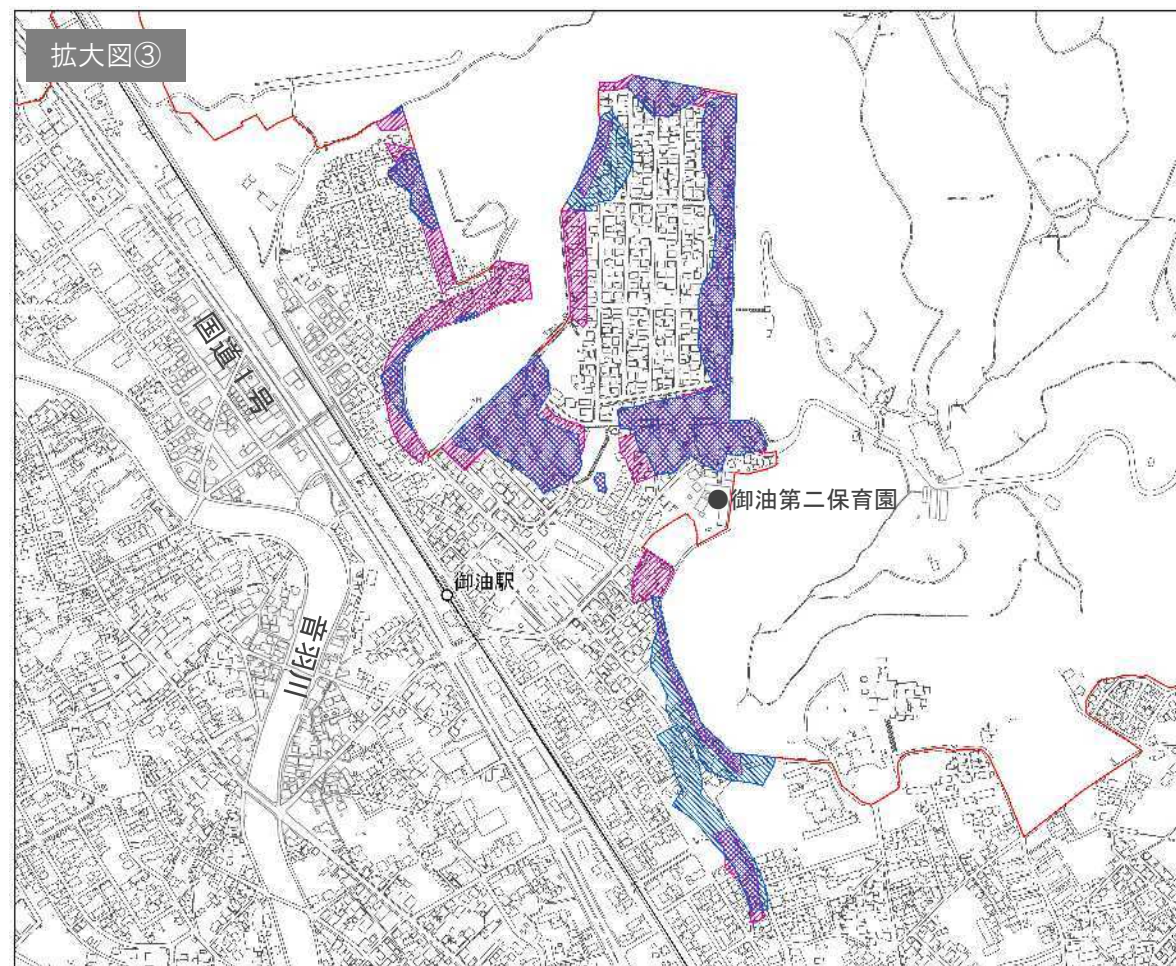 拡大図③
国道1号
御油第二保育園
御油駅
音羽川